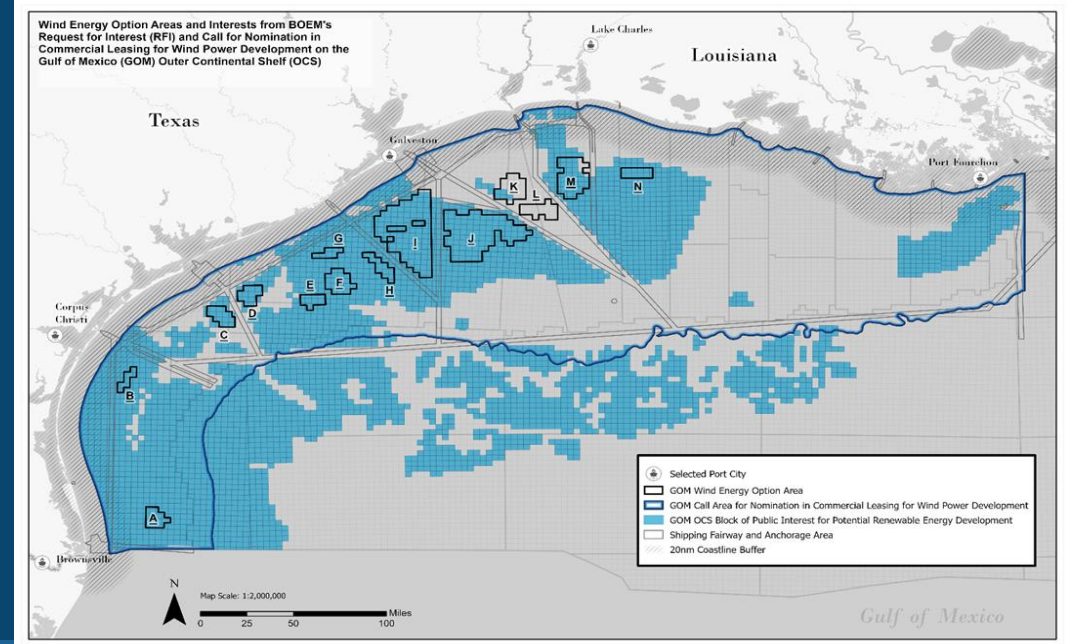 Wind Energy Option Areas and Interests from BOEM's
Request for Interest (RFI) and Call for Nomination in
Commercial Leasing for Wind Power Development on the
Gulf of Mexico (GOM) Outer Continental Shelf (OCS)
Lake Charles
Louisiana
Texas
Galveston
Port Fourchon
K
M
N
L
G
I
J
E
F
H
D
C
Corpus
Christi
B
A
Brownsville
Selected Port City
GOM Wind Energy Option Area
GOM Call Area for Nomination in Commercial Leasing for Wind Power Development
GOM OCS Block of Public Interest for Potential Renewable Energy Development
Shipping Fairway and Anchorage Area
20nm Coastline Buffer
N
Map Scale: 1:2,000,000
Miles
0 25 50 100
Gulf of Mexico